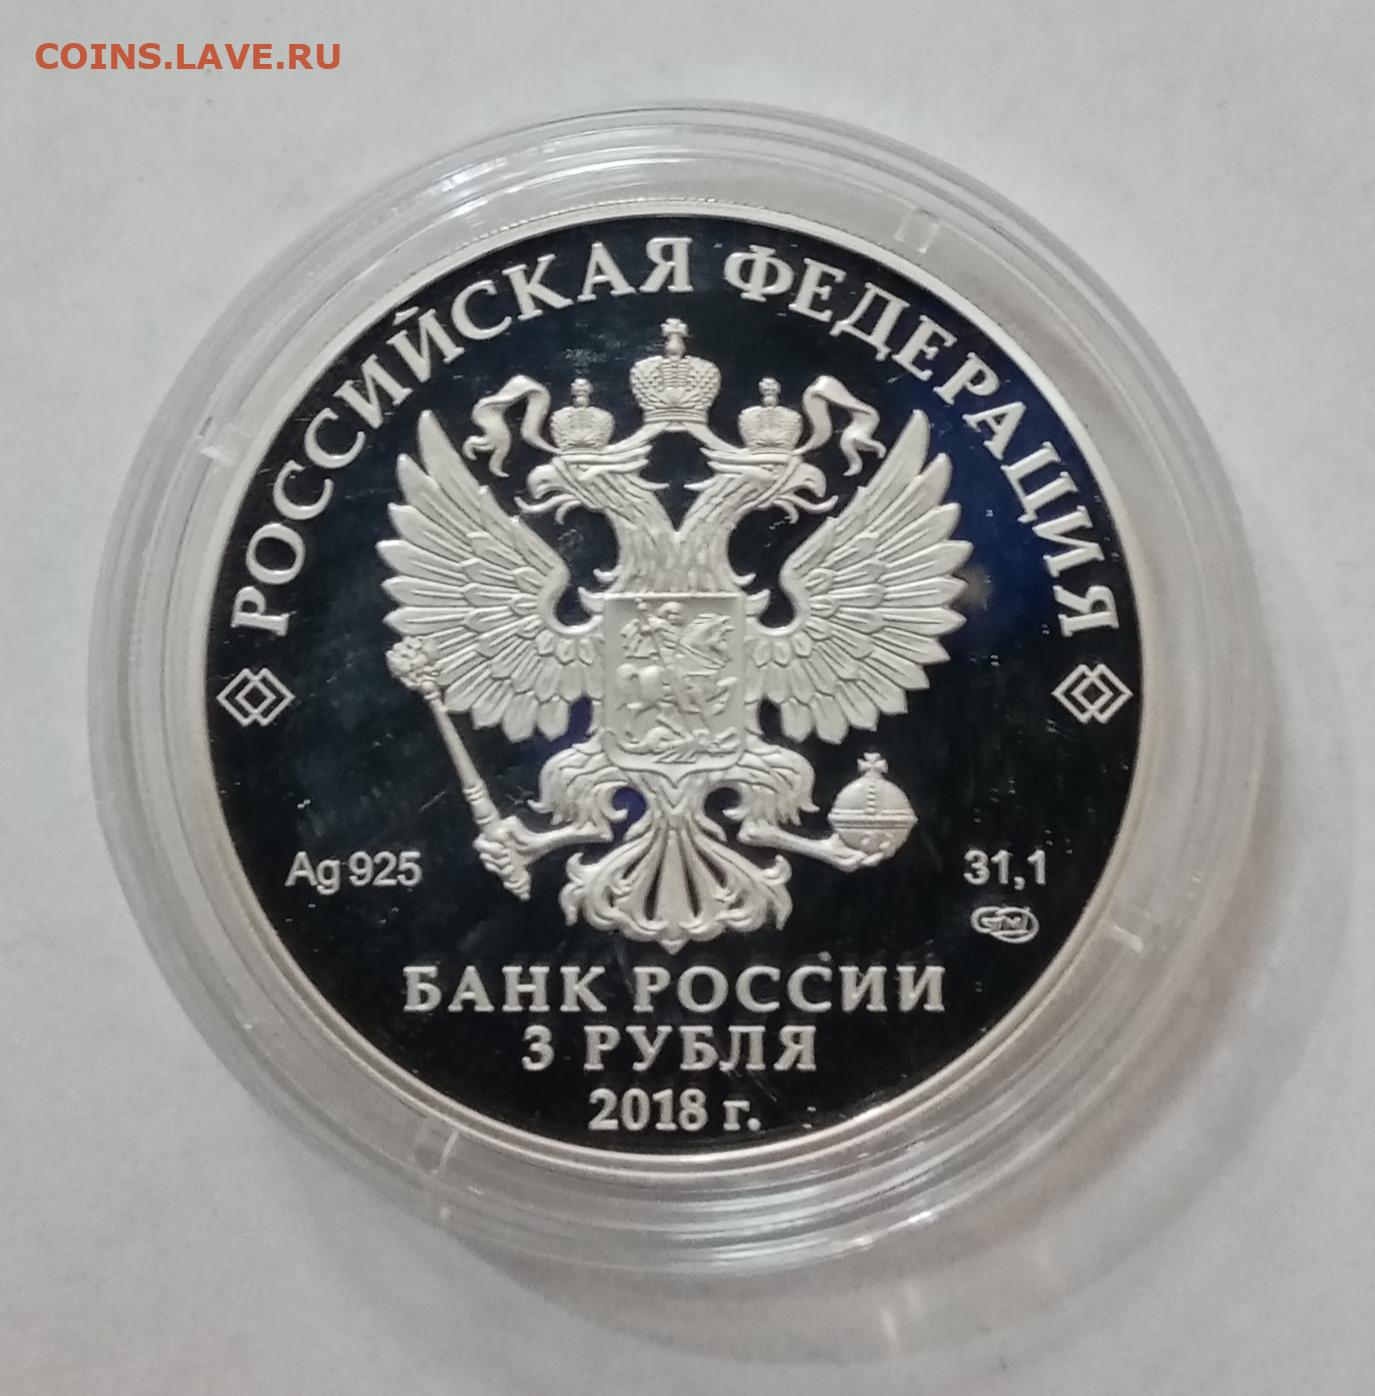 COINS.LAVE.RU
РОССИЙСКАЯ ФЕДЕРАЦИЯ
Ag 925
31,1
БАНК РОССИИ
3 РУБЛЯ
2018 г.